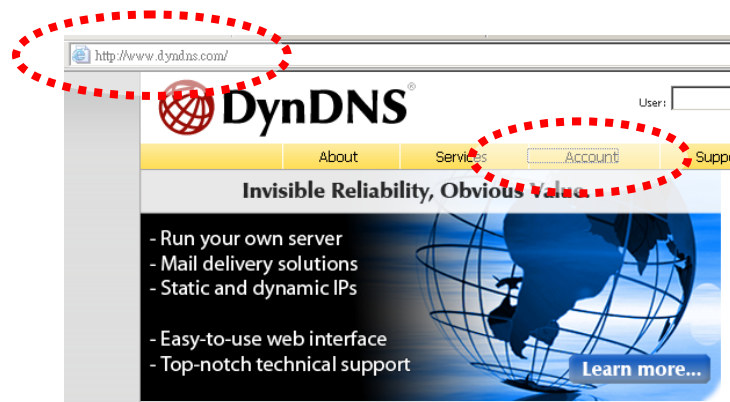 http://www.dyndns.com/
DynDNS®
User:
About Services Account Suppo
Invisible Reliability, Obvious Value.
- Run your own server
- Mail delivery solutions
- Static and dynamic IPs
- Easy-to-use web interface
- Top-notch technical support
Learn more...